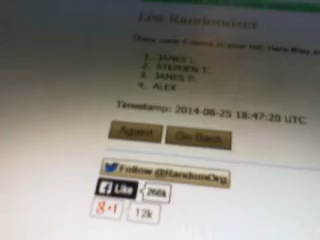 List Randomizer
There were 4 items in your list. Here they are
1. JAMES L
2. STEPHEN T
3. JAMES R.
4. ALEX
Timestamp: 2014-08-25 18:47:20 UTC
Again! Go Back
Follow @RandomOrg
Like 266k
g+1 12k